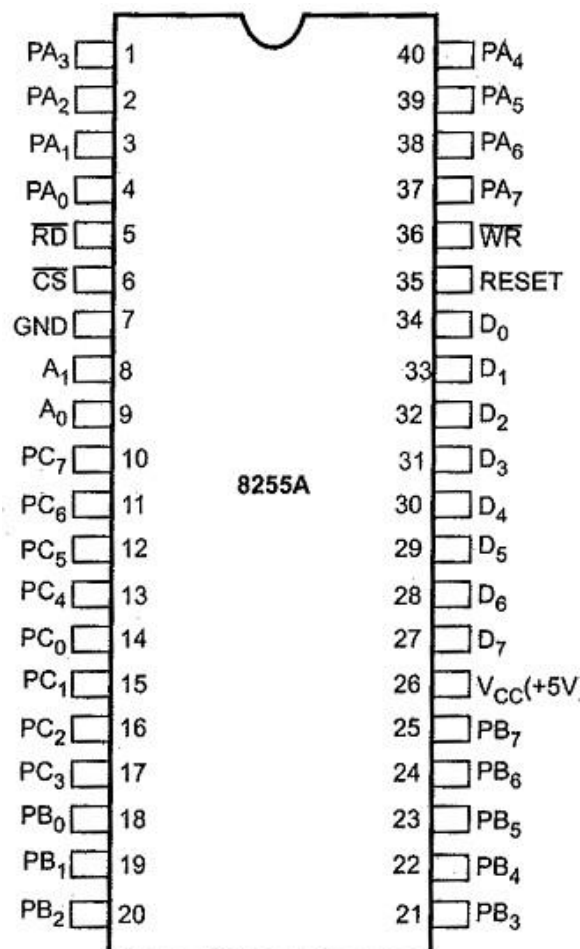 PA₃ 1 40 PA₄
PA₂ 2 39 PA₅
PA₁ 3 38 PA₆
PA₀ 4 37 PA₇
R̅D̅ 5 36 W̅R̅
C̅S̅ 6 35 RESET
GND 7 34 D₀
A₁ 8 33 D₁
A₀ 9 32 D₂
PC₇ 10 31 D₃
PC₆ 11 8255A 30 D₄
PC₅ 12 29 D₅
PC₄ 13 28 D₆
PC₀ 14 27 D₇
PC₁ 15 26 V_CC(+5V)
PC₂ 16 25 PB₇
PC₃ 17 24 PB₆
PB₀ 18 23 PB₅
PB₁ 19 22 PB₄
PB₂ 20 21 PB₃